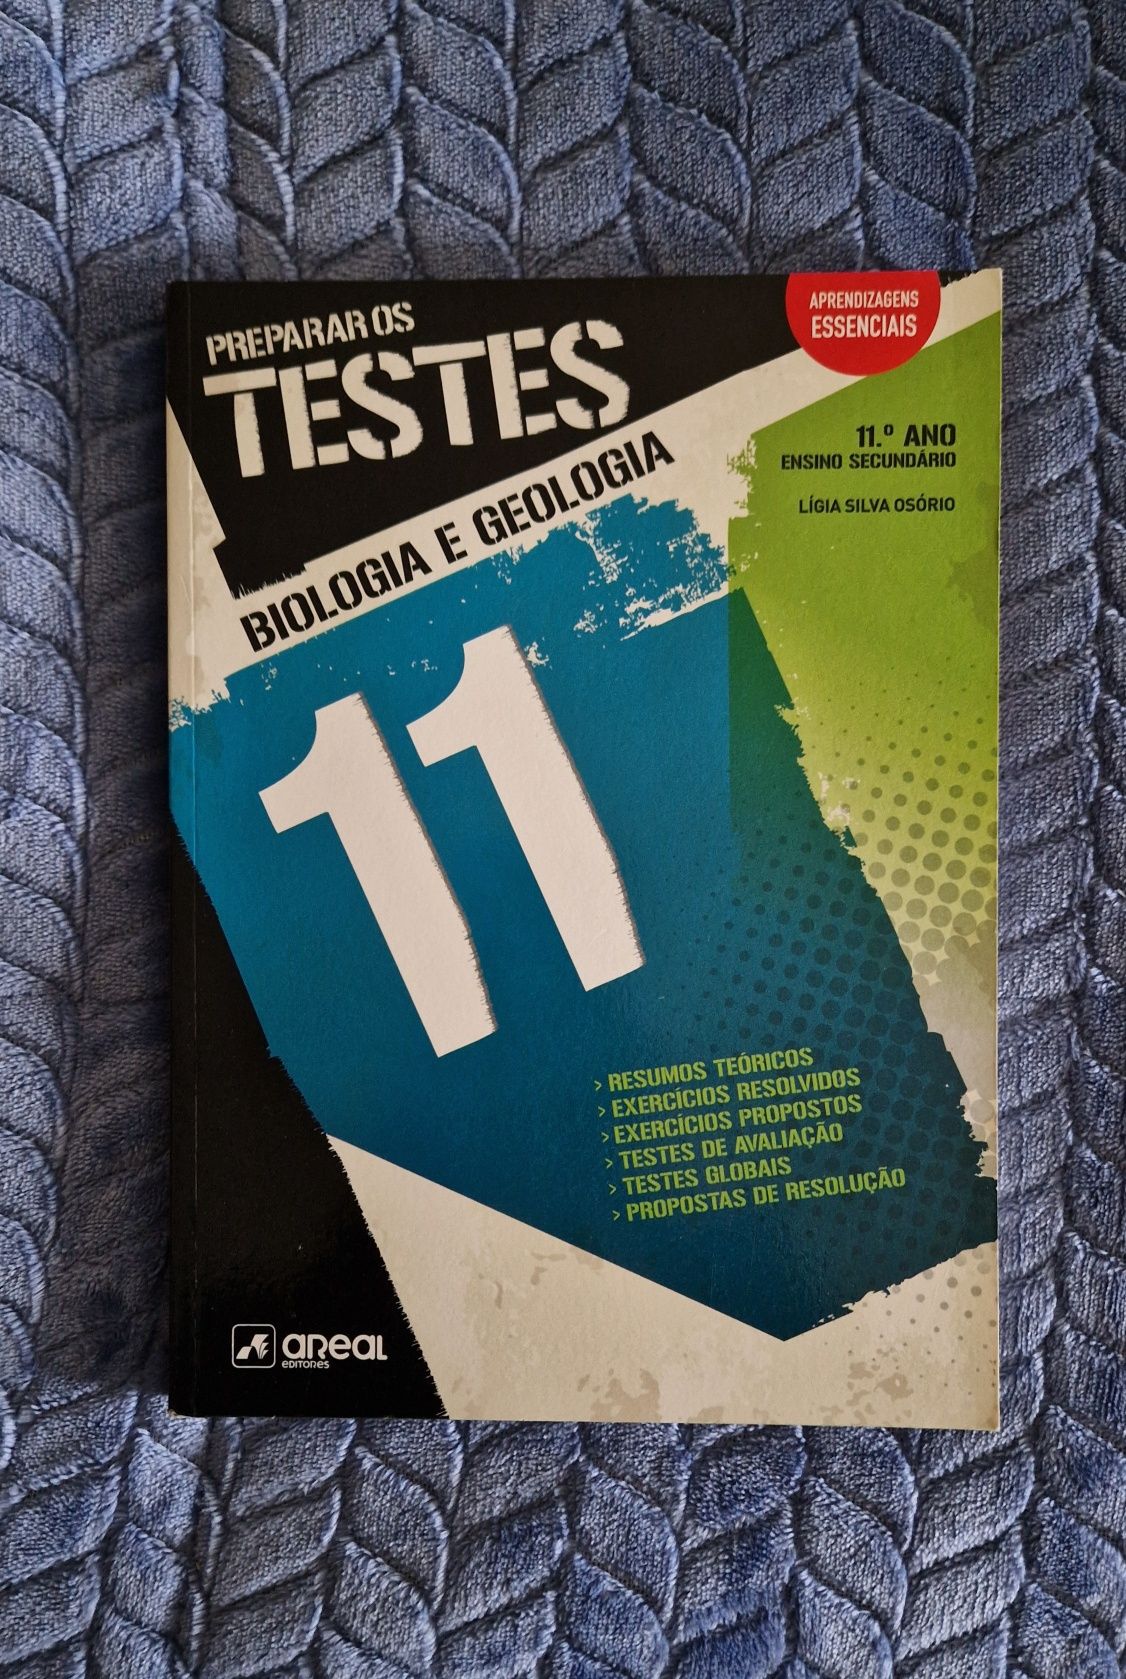 PREPARAR OS
TESTES
BIOLOGIA E GEOLOGIA
APRENDIZAGENS
ESSENCIAIS
11.º ANO
ENSINO SECUNDÁRIO
LÍGIA SILVA OSÓRIO
11
> RESUMOS TEÓRICOS
> EXERCÍCIOS RESOLVIDOS
> EXERCÍCIOS PROPOSTOS
> TESTES DE AVALIAÇÃO
> TESTES GLOBAIS
> PROPOSTAS DE RESOLUÇÃO
aReal
EDITORES